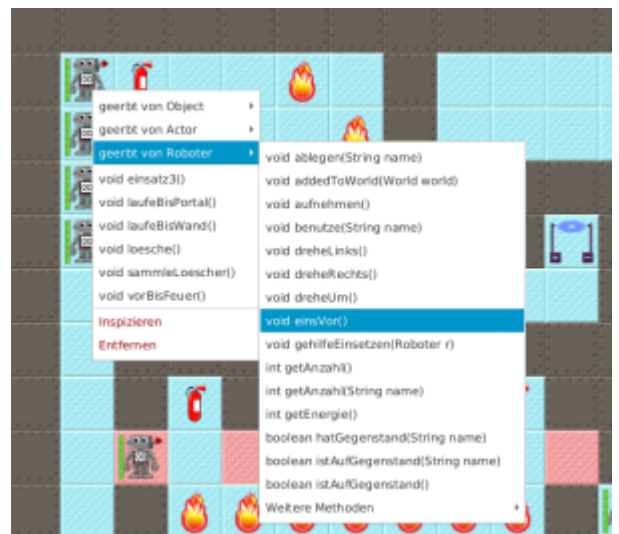 geerbt von Object
geerbt von Actor
geerbt von Roboter
void einsatz3()
void laufeBisPortal()
void laufeBisWand()
void loesche()
void sammleLoescher()
void vorBisFeuer()
Inspizieren
Entfernen
void ablegen(String name)
void addedToWorld(World world)
void aufnehmen()
void benutze(String name)
void dreheLinks()
void dreheRechts()
void dreheUm()
void einsVor()
void gehilfeEinsetzen(Roboter r)
int getAnzahl()
int getAnzahl(String name)
int getEnergie()
boolean hatGegenstand(String name)
boolean istAufGegenstand(String name)
boolean istAufGegenstand()
Weitere Methoden